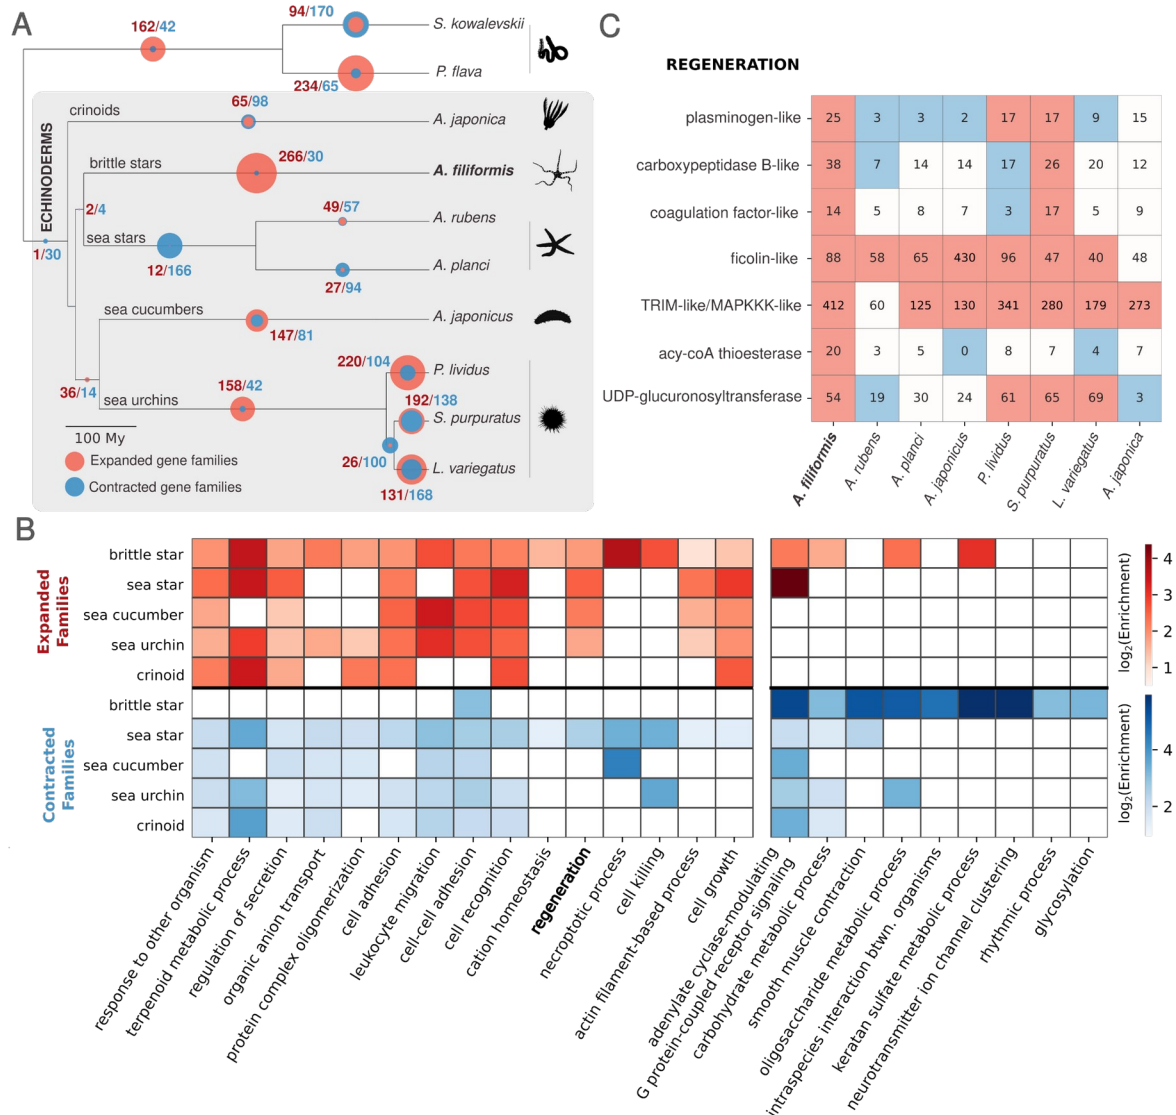 A
162/42
94/170
S. kowalevskii
234/65
P. flava
ECHINODERMS
crinoids
65/98
A. japonica
brittle stars
266/30
A. filiformis
2/4
49/57
A. rubens
sea stars
1/30
12/166
27/94
A. planci
sea cucumbers
147/81
A. japonicus
36/14
158/42
sea urchins
220/104
P. lividus
192/138
S. purpuratus
26/100
L. variegatus
131/168
100 My
Expanded gene families
Contracted gene families
C
REGENERATION
plasminogen-like 25 3 3 2 17 17 9 15
carboxypeptidase B-like 38 7 14 14 17 26 20 12
coagulation factor-like 14 5 8 7 3 17 5 9
ficolin-like 88 58 65 430 96 47 40 48
TRIM-like/MAPKKK-like 412 60 125 130 341 280 179 273
acy-coA thioesterase 20 3 5 0 8 7 4 7
UDP-glucuronosyltransferase 54 19 30 24 61 65 69 3
A. filiformis
A. rubens
A. planci
A. japonicus
P. lividus
S. purpuratus
L. variegatus
A. japonica
B
Expanded
Families
brittle star
sea star
sea cucumber
sea urchin
crinoid
Contracted
Families
brittle star
sea star
sea cucumber
sea urchin
crinoid
log2(Enrichment)
4
3
2
1
log2(Enrichment)
4
2
response to other organism
terpenoid metabolic process
regulation of secretion
organic anion transport
protein complex oligomerization
cell adhesion
leukocyte migration
cell-cell adhesion
cell recognition
cation homeostasis
regeneration
necroptotic process
cell killing
actin filament-based process
cell growth
adenylate cyclase-modulating
G protein-coupled receptor signaling
carbohydrate metabolic process
smooth muscle contraction
oligosaccharide metabolic process
intraspecies interaction btwn. organisms
keratan sulfate metabolic process
neurotransmitter ion channel clustering
rhythmic process
glycosylation